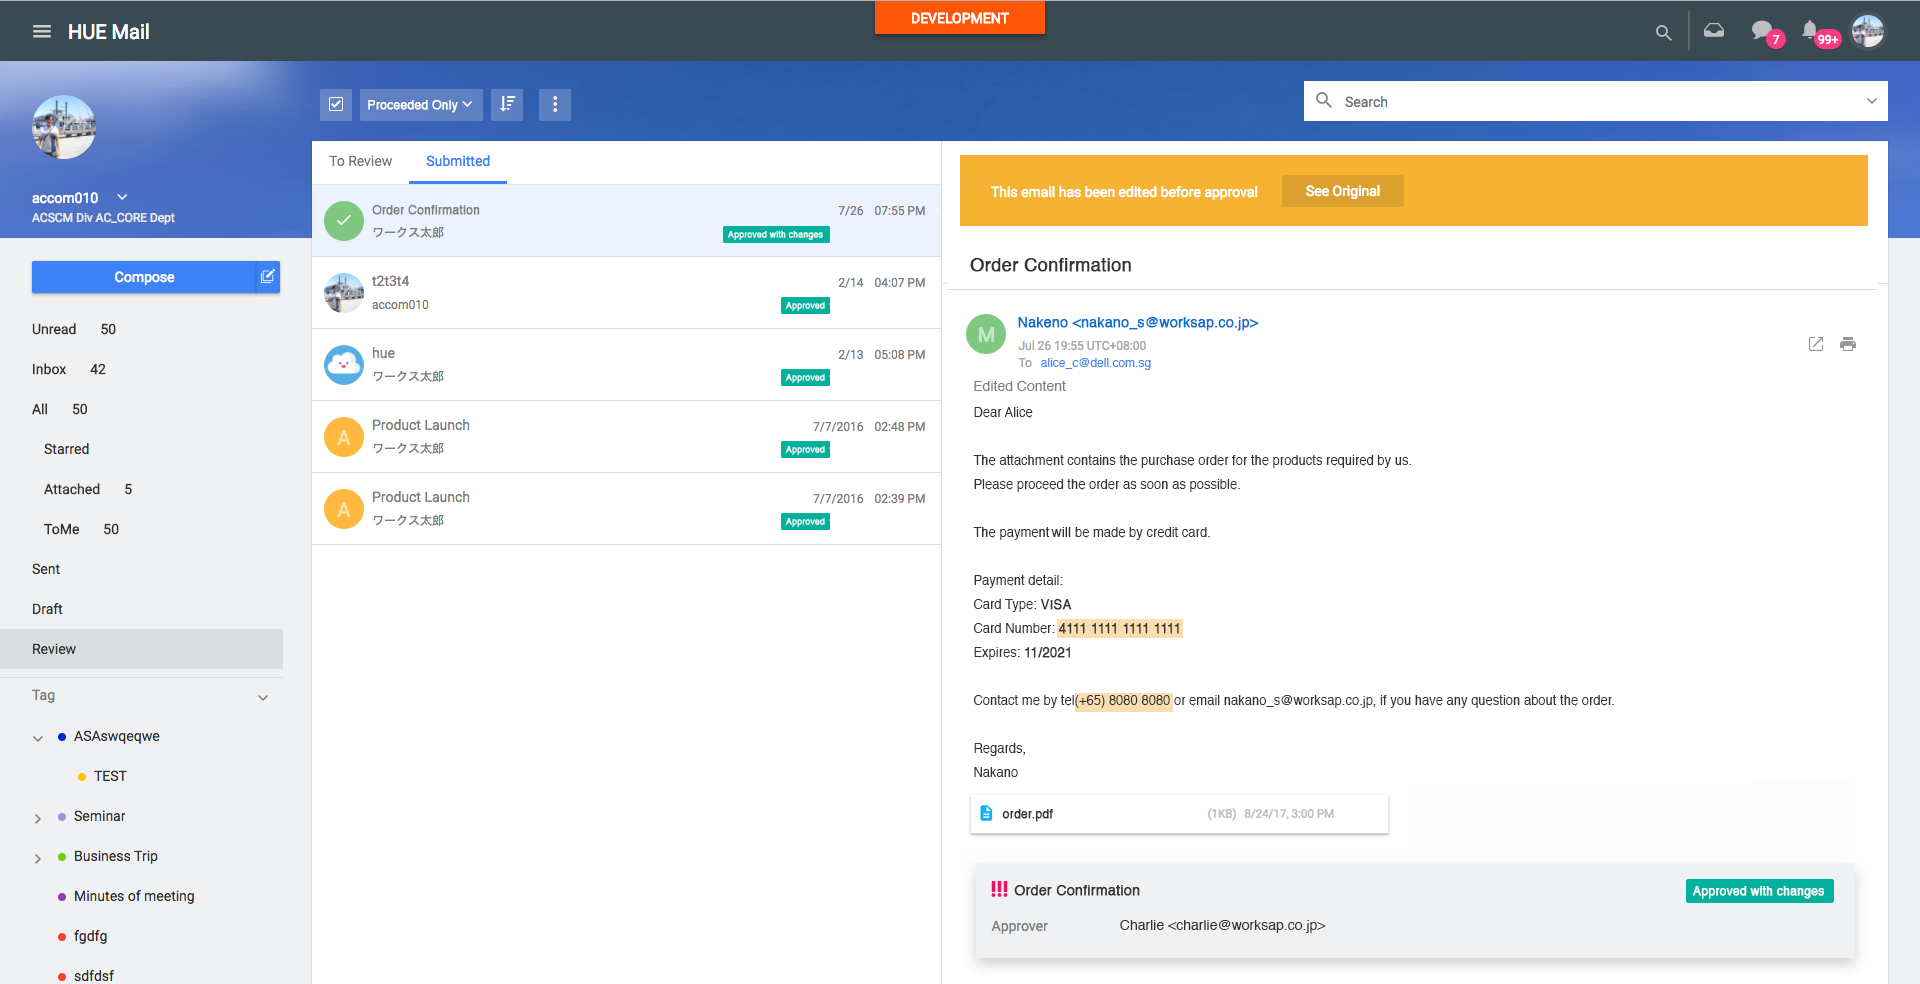 HUE Mail
DEVELOPMENT
7
99+
accom010
ACSCM Div AC_CORE Dept
Compose
Unread 50
Inbox 42
All 50
Starred
Attached 5
ToMe 50
Sent
Draft
Review
Tag
ASAswqeqwe
TEST
Seminar
Business Trip
Minutes of meeting
fgdfg
sdfdsf
Proceeded Only
Search
To Review Submitted
Order Confirmation 7/26 07:55 PM
ワークス太郎 Approved with changes
t2t3t4 2/14 04:07 PM
accom010 Approved
hue 2/13 05:08 PM
ワークス太郎 Approved
A
Product Launch 7/7/2016 02:48 PM
ワークス太郎 Approved
A
Product Launch 7/7/2016 02:39 PM
ワークス太郎 Approved
This email has been edited before approval See Original
Order Confirmation
M
Nakeno <nakano_s@worksap.co.jp>
Jul 26 19:55 UTC+08:00
To alice_c@dell.com.sg
Edited Content
Dear Alice
The attachment contains the purchase order for the products required by us.
Please proceed the order as soon as possible.
The payment will be made by credit card.
Payment detail:
Card Type: VISA
Card Number: 4111 1111 1111 1111
Expires: 11/2021
Contact me by tel(+65) 8080 8080 or email nakano_s@worksap.co.jp, if you have any question about the order.
Regards,
Nakano
order.pdf (1KB) 8/24/17, 3:00 PM
!!! Order Confirmation Approved with changes
Approver Charlie <charlie@worksap.co.jp>